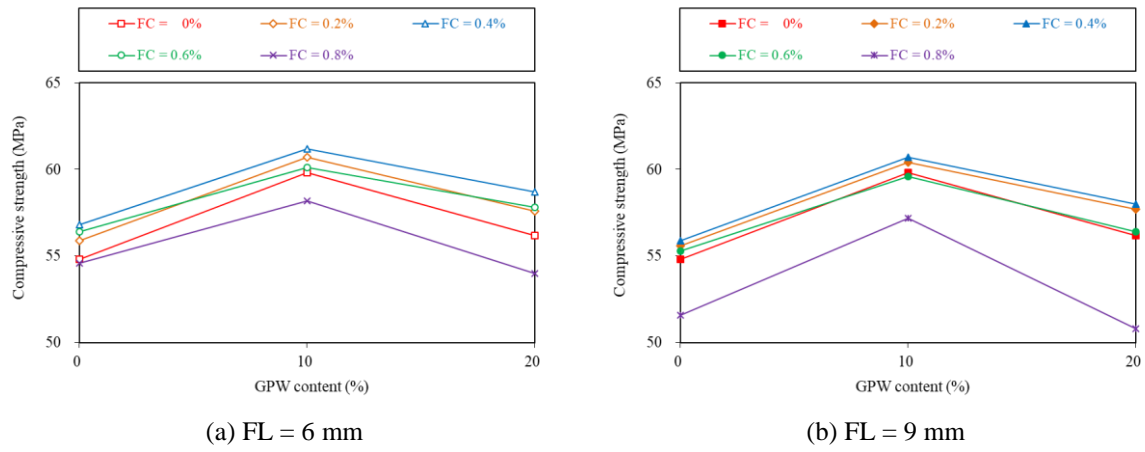 FC = 0% FC = 0.2% FC = 0.4%
FC = 0.6% FC = 0.8%
65
60
55
50
Compressive strength (MPa)
0 10 20
GPW content (%)
(a) FL = 6 mm
FC = 0% FC = 0.2% FC = 0.4%
FC = 0.6% FC = 0.8%
65
60
55
50
Compressive strength (MPa)
0 10 20
GPW content (%)
(b) FL = 9 mm